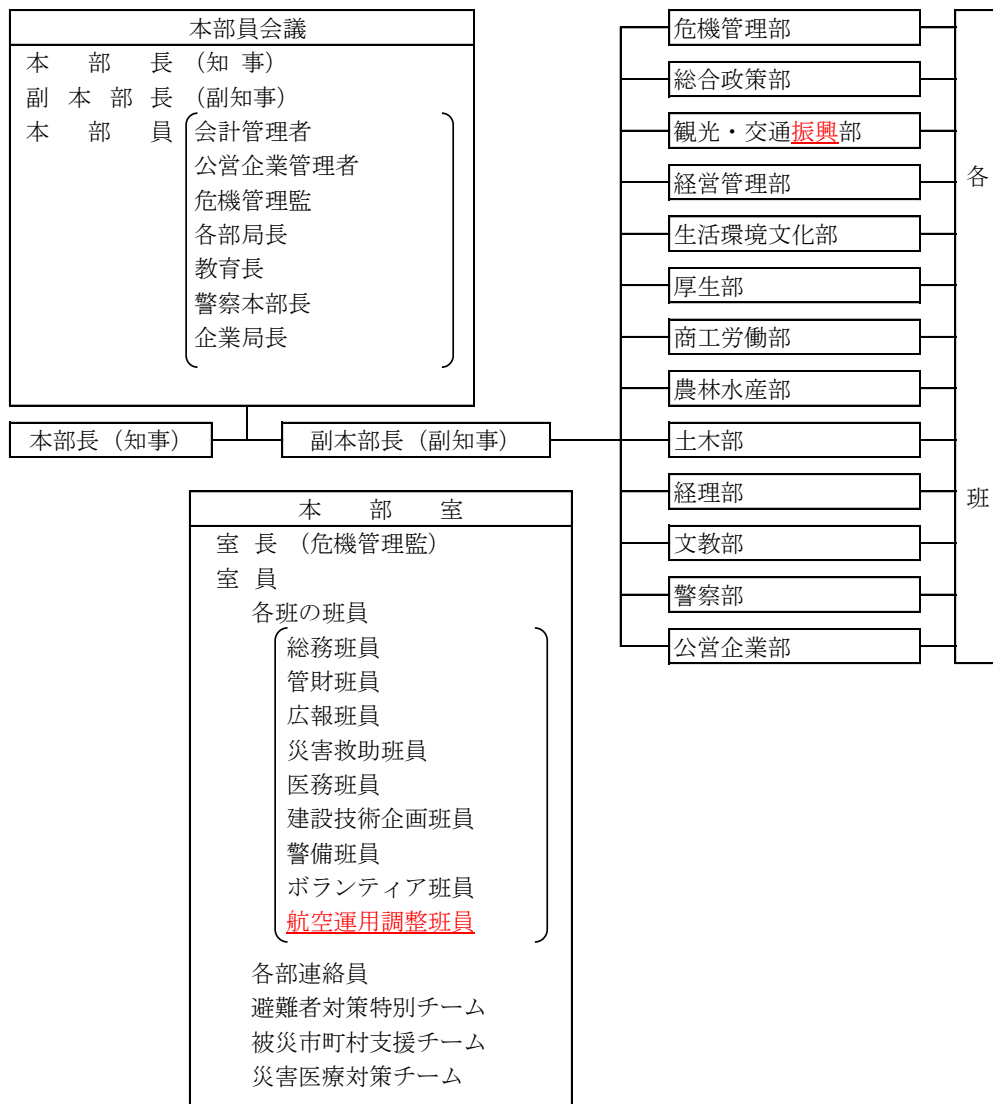 本部員会議
本部長（知事）
副本部長（副知事）
本部員
会計管理者
公営企業管理者
危機管理監
各部局長
教育長
警察本部長
企業局長
本部長（知事）
副本部長（副知事）
本部室
室長（危機管理監）
室員
各班の班員
総務班員
管財班員
広報班員
災害救助班員
医務班員
建設技術企画班員
警備班員
ボランティア班員
航空運用調整班員
各部連絡員
避難者対策特別チーム
被災市町村支援チーム
災害医療対策チーム
危機管理部
総合政策部
観光・交通振興部
経営管理部
生活環境文化部
厚生部
商工労働部
農林水産部
土木部
経理部
文教部
警察部
公営企業部
各班